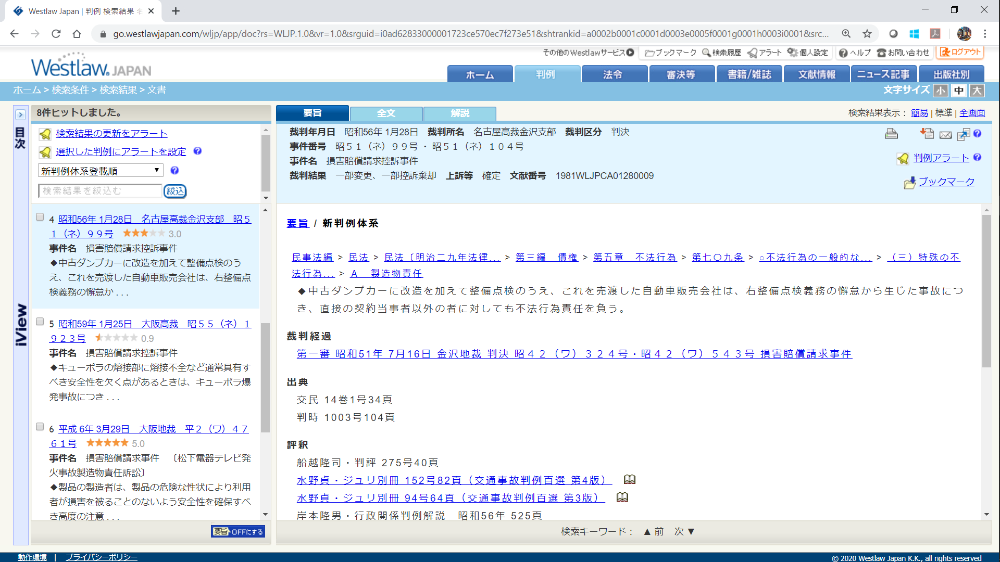 Westlaw Japan | 判例 検索結果 名
go.westlawjapan.com/wljp/app/doc?rs=WLJP.1.0&vr=1.0&srguid=i0ad62833000001723ce570ec7f273e51&shtrankid=a0002b0001c0001d0003e0005f0001g0001h0003i0001&src...
Westlaw. JAPAN
その他のWestlawサービス ブックマーク 検索履歴 アラート 個人設定 ヘルプ お問い合わせ ログアウト
ホーム 判例 法令 審決等 書籍/雑誌 文献情報 ニュース記事 出版社別
ホーム > 検索条件 > 検索結果 > 文書
文字サイズ 小 中 大
目次
iView
8件ヒットしました。
検索結果の更新をアラート
選択した判例にアラートを設定
新判例体系登載順
検索結果を絞込む 絞込
4 昭和56年 1月28日 名古屋高裁金沢支部 昭５
１（ネ）９９号 3.0
事件名 損害賠償請求控訴事件
◆中古ダンプカーに改造を加えて整備点検のう
え、これを売渡した自動車販売会社は、右整備点
検義務の懈怠か . . .
5 昭和59年 1月25日 大阪高裁 昭５５（ネ）１
９２３号 0.9
事件名 損害賠償請求控訴事件
◆キューポラの熔接部に熔接不全など通常具有す
べき安全性を欠く点があるときは、キューポラ爆
発事故につき . . .
6 平成 6年 3月29日 大阪地裁 平２（ワ）４７
６１号 5.0
事件名 損害賠償請求事件 〔松下電器テレビ発
火事故製造物責任訴訟〕
◆製品の製造者は、製品の危険な性状により利用
者が損害を被ることのないよう安全性を確保すべ
き高度の注意 . . .
要旨 OFFにする
要旨 全文 解説
検索結果表示： 簡易 | 標準 | 全画面
裁判年月日 昭和56年 1月28日 裁判所名 名古屋高裁金沢支部 裁判区分 判決
事件番号 昭５１（ネ）９９号 ・ 昭５１（ネ）１０４号
事件名 損害賠償請求控訴事件
裁判結果 一部変更、一部控訴棄却 上訴等 確定 文献番号 1981WLJPCA01280009
判例アラート
ブックマーク
要旨 / 新判例体系
民事法編 > 民法 > 民法〔明治二九年法律... > 第三編 債権 > 第五章 不法行為 > 第七〇九条 > ○不法行為の一般的な... > （三）特殊の不
法行為... > Ａ 製造物責任
◆中古ダンプカーに改造を加えて整備点検のうえ、これを売渡した自動車販売会社は、右整備点検義務の懈怠から生じた事故につ
き、直接の契約当事者以外の者に対しても不法行為責任を負う。
裁判経過
第一審 昭和51年 7月16日 金沢地裁 判決 昭４２（ワ）３２４号・昭４２（ワ）５４３号 損害賠償請求事件
出典
交民 14巻1号34頁
判時 1003号104頁
評釈
船越隆司・判評 275号40頁
水野貞・ジュリ別冊 152号82頁（交通事故判例百選 第4版）
水野貞・ジュリ別冊 94号64頁（交通事故判例百選 第3版）
岸本隆男・行政関係判例解説 昭和56年 525頁
検索キーワード： ▲ 前 次 ▼
動作環境 | プライバシーポリシー
© 2020 Westlaw Japan K.K., all rights reserved